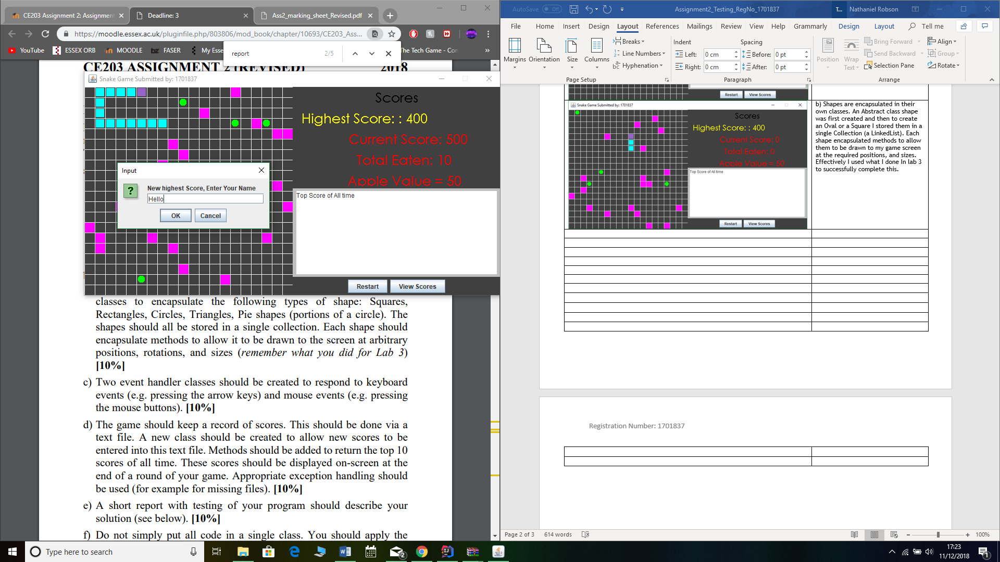 CE203 Assignment 2: Assignmen
Deadline: 3
Ass2_marking_sheet_Revised.pdf
https://moodle.essex.ac.uk/pluginfile.php/803806/mod_book/chapter/10693/CE203_Ass...
YouTube
ESSEX ORB
MOODLE
FASER
My Esse
The Tech Game - Con
»
report
2/5
CE203 ASSIGNMENT 2 (REVISED)
2018
Snake Game Submitted by: 1701837
Scores
Highest Score: : 400
Current Score: 500
Total Eaten: 10
Apple Value = 50
Top Score of All time
Restart
View Scores
Input
New highest Score, Enter Your Name
Hello
OK
Cancel
classes to encapsulate the following types of shape: Squares,
Rectangles, Circles, Triangles, Pie shapes (portions of a circle). The
shapes should all be stored in a single collection. Each shape should
encapsulate methods to allow it to be drawn to the screen at arbitrary
positions, rotations, and sizes (remember what you did for Lab 3)
[10%]
c) Two event handler classes should be created to respond to keyboard
events (e.g. pressing the arrow keys) and mouse events (e.g. pressing
the mouse buttons). [10%]
d) The game should keep a record of scores. This should be done via a
text file. A new class should be created to allow new scores to be
entered into this text file. Methods should be added to return the top 10
scores of all time. These scores should be displayed on-screen at the
end of a round of your game. Appropriate exception handling should
be used (for example for missing files). [10%]
e) A short report with testing of your program should describe your
solution (see below). [10%]
f) Do not simply put all code in a single class. You should apply the
AutoSave Off
Assignment2_Testing_RegNo_1701837
T...
Nathaniel Robson
File
Home
Insert
Design
Layout
References
Mailings
Review
View
Help
Grammarly
Design
Layout
Tell me
Margins
Orientation
Size
Columns
Breaks
Line Numbers
Hyphenation
Page Setup
Indent
Left: 0 cm
Right: 0 cm
Spacing
Before: 0 pt
After: 0 pt
Paragraph
Position
Wrap
Text
Bring Forward
Send Backward
Selection Pane
Align
Group
Rotate
Arrange
Restart
View Scores
Snake Game Submitted by: 1701837
Scores
Highest Score: : 400
Current Score: 0
Total Eaten: 0
Apple Value = 50
Top Score of All time
Restart
View Scores
b) Shapes are encapsulated in their
own classes. An Abstract class shape
was first created and then to create
an Oval or a Square I stored them in a
single Collection (a LinkedList). Each
shape encapsulated methods to allow
them to be drawn to my game screen
at the required positions, and sizes.
Effectively I used what I done In lab 3
to successfully complete this.
Registration Number: 1701837
Page 2 of 3
614 words
100%
Type here to search
2
17:23
11/12/2018
1